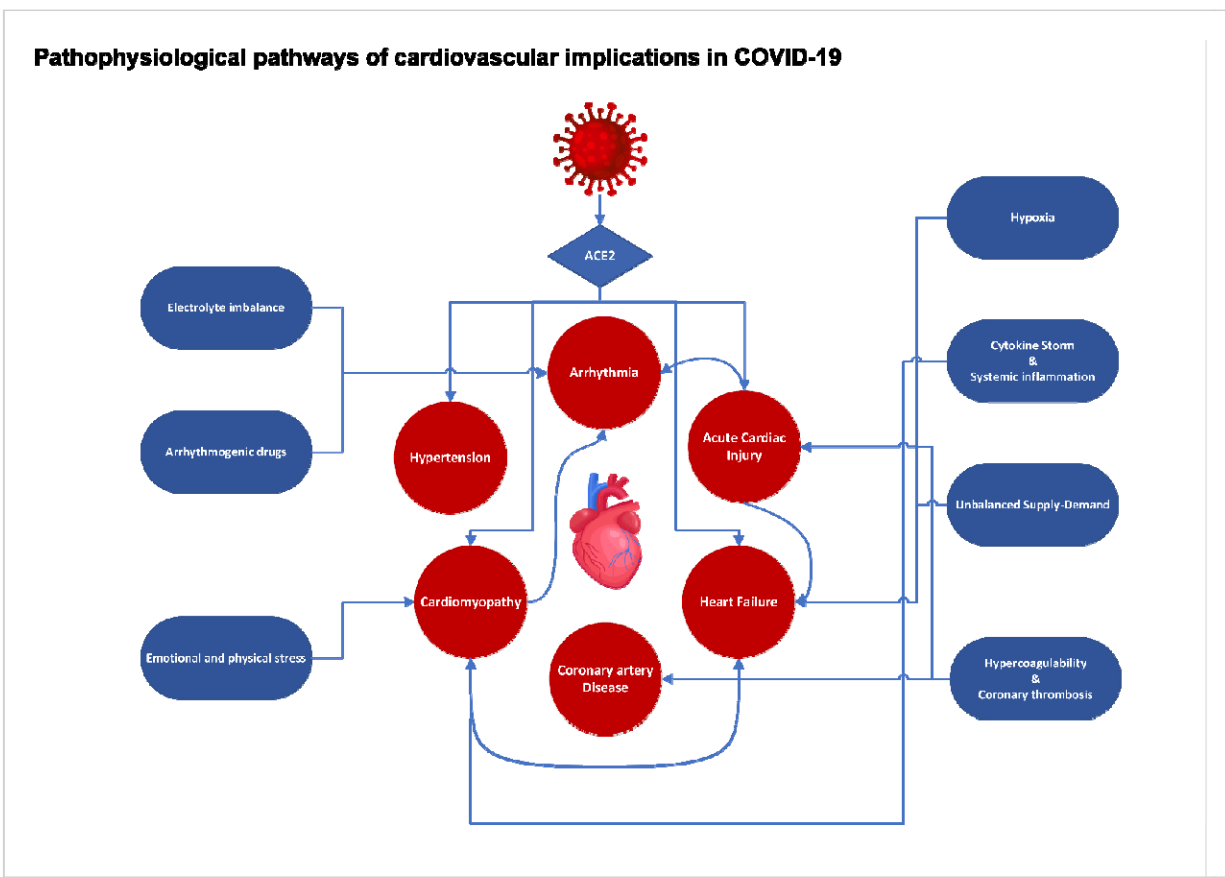 Pathophysiological pathways of cardiovascular implications in COVID-19
Hypoxia
ACE2
Electrolyte imbalance
Cytokine Storm
&
Systemic inflammation
Arrhythmia
Arrhythmogenic drugs
Hypertension
Acute Cardiac
Injury
Unbalanced Supply-Demand
Cardiomyopathy
Heart Failure
Emotional and physical stress
Coronary artery
Disease
Hypercoagulability
&
Coronary thrombosis